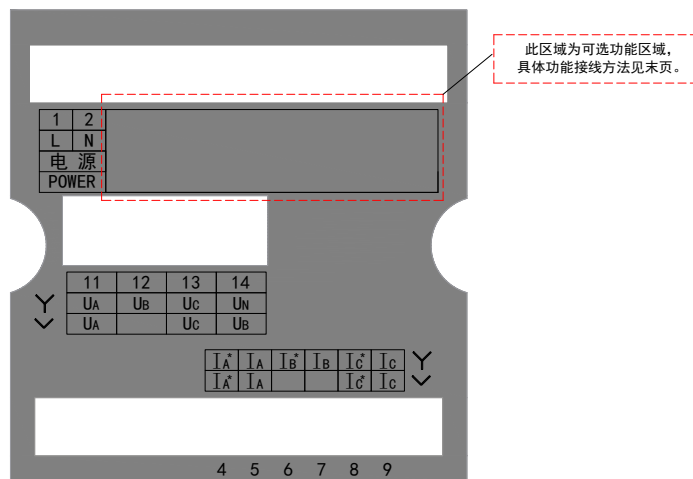 此区域为可选功能区域，
具体功能接线方法见末页。
1 2
L N
电 源
POWER
11 12 13 14
UA UB UC UN
UA UC UB
IA* IA IB* IB IC* IC
IA* IA IC* IC
4 5 6 7 8 9